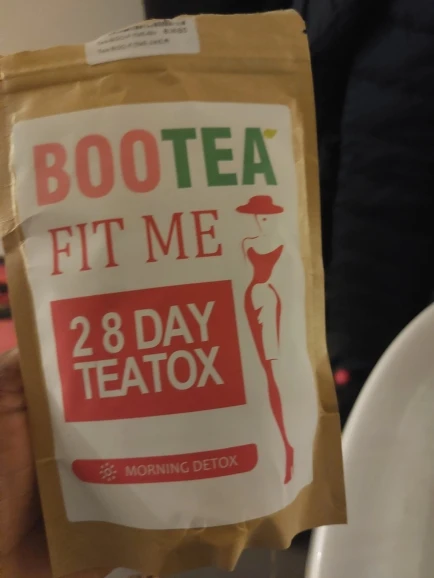 BOOTEA
FIT ME
28 DAY
TEATOX
MORNING DETOX